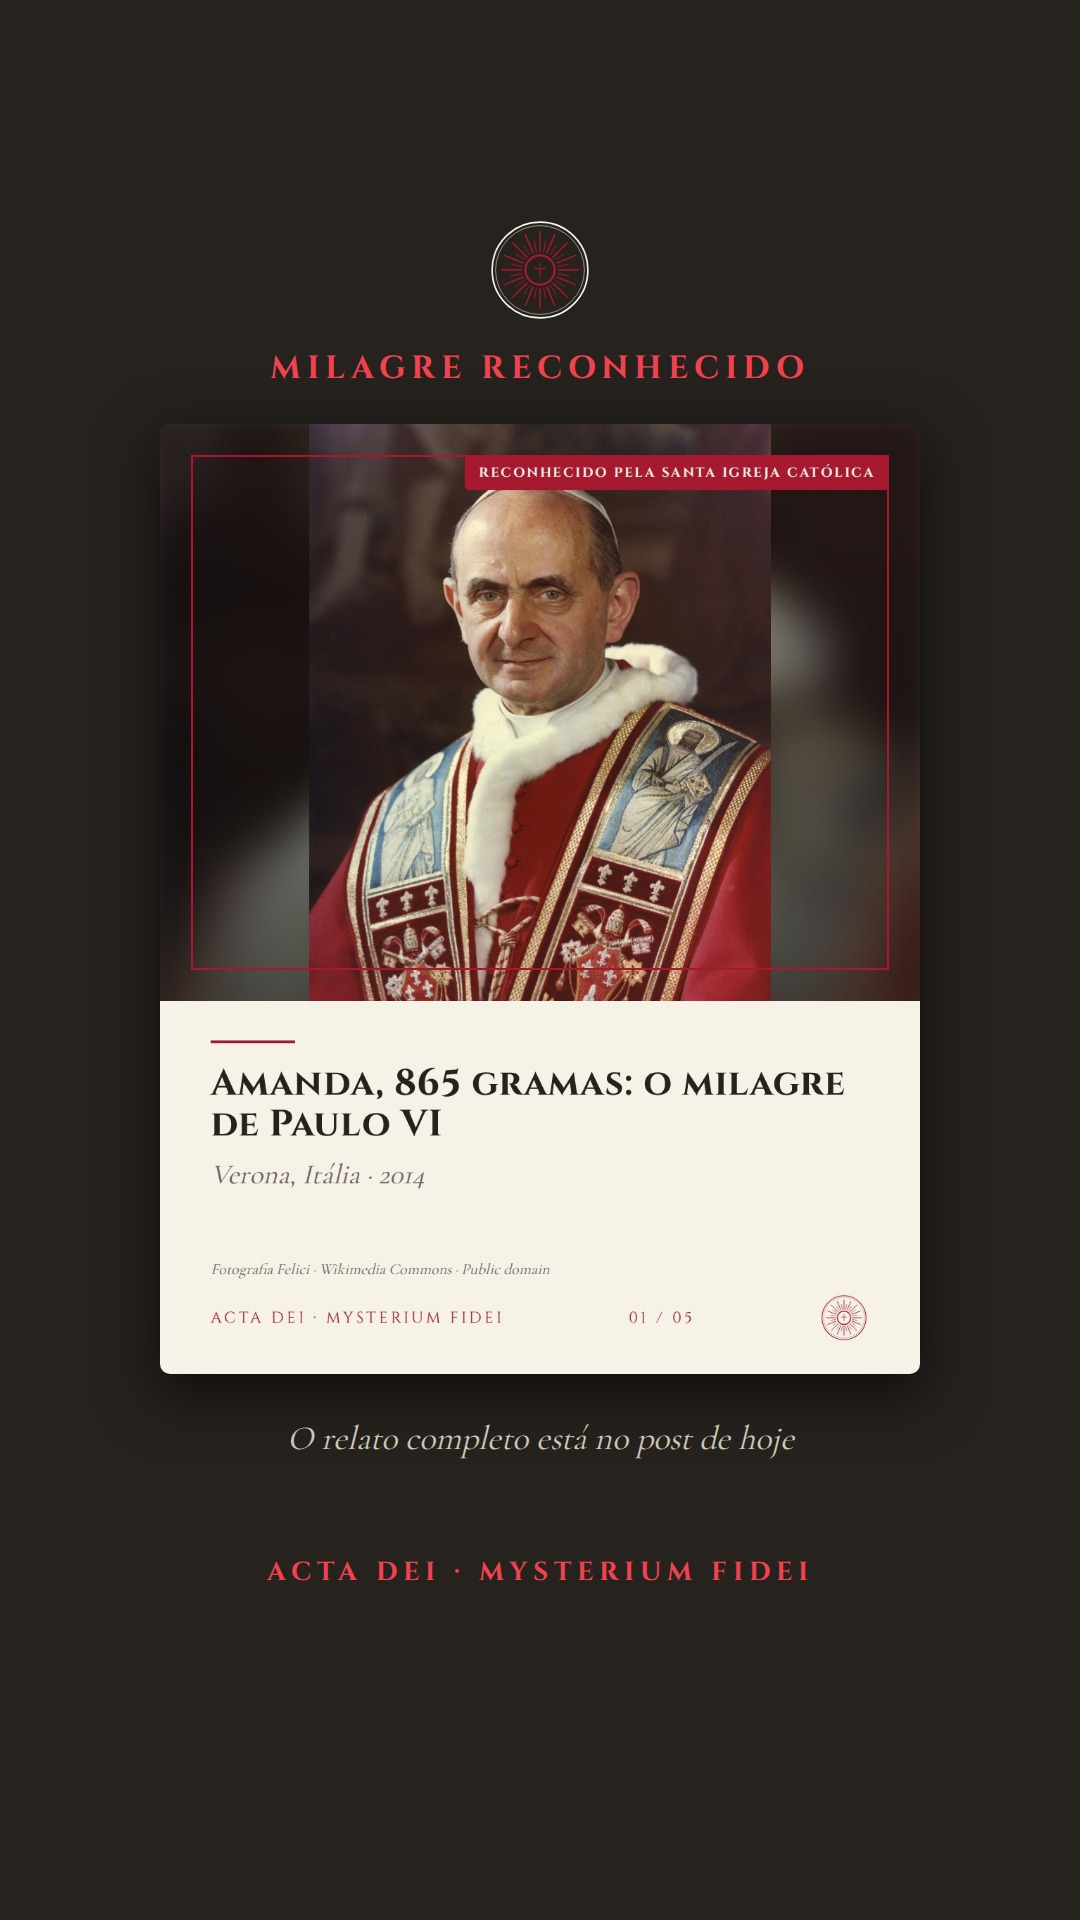 MILAGRE RECONHECIDO
RECONHECIDO PELA SANTA IGREJA CATÓLICA
AMANDA, 865 GRAMAS: O MILAGRE
DE PAULO VI
Verona, Itália · 2014
Fotografia Felici · Wikimedia Commons · Public domain
ACTA DEI · MYSTERIUM FIDEI 01 / 05
O relato completo está no post de hoje
ACTA DEI · MYSTERIUM FIDEI